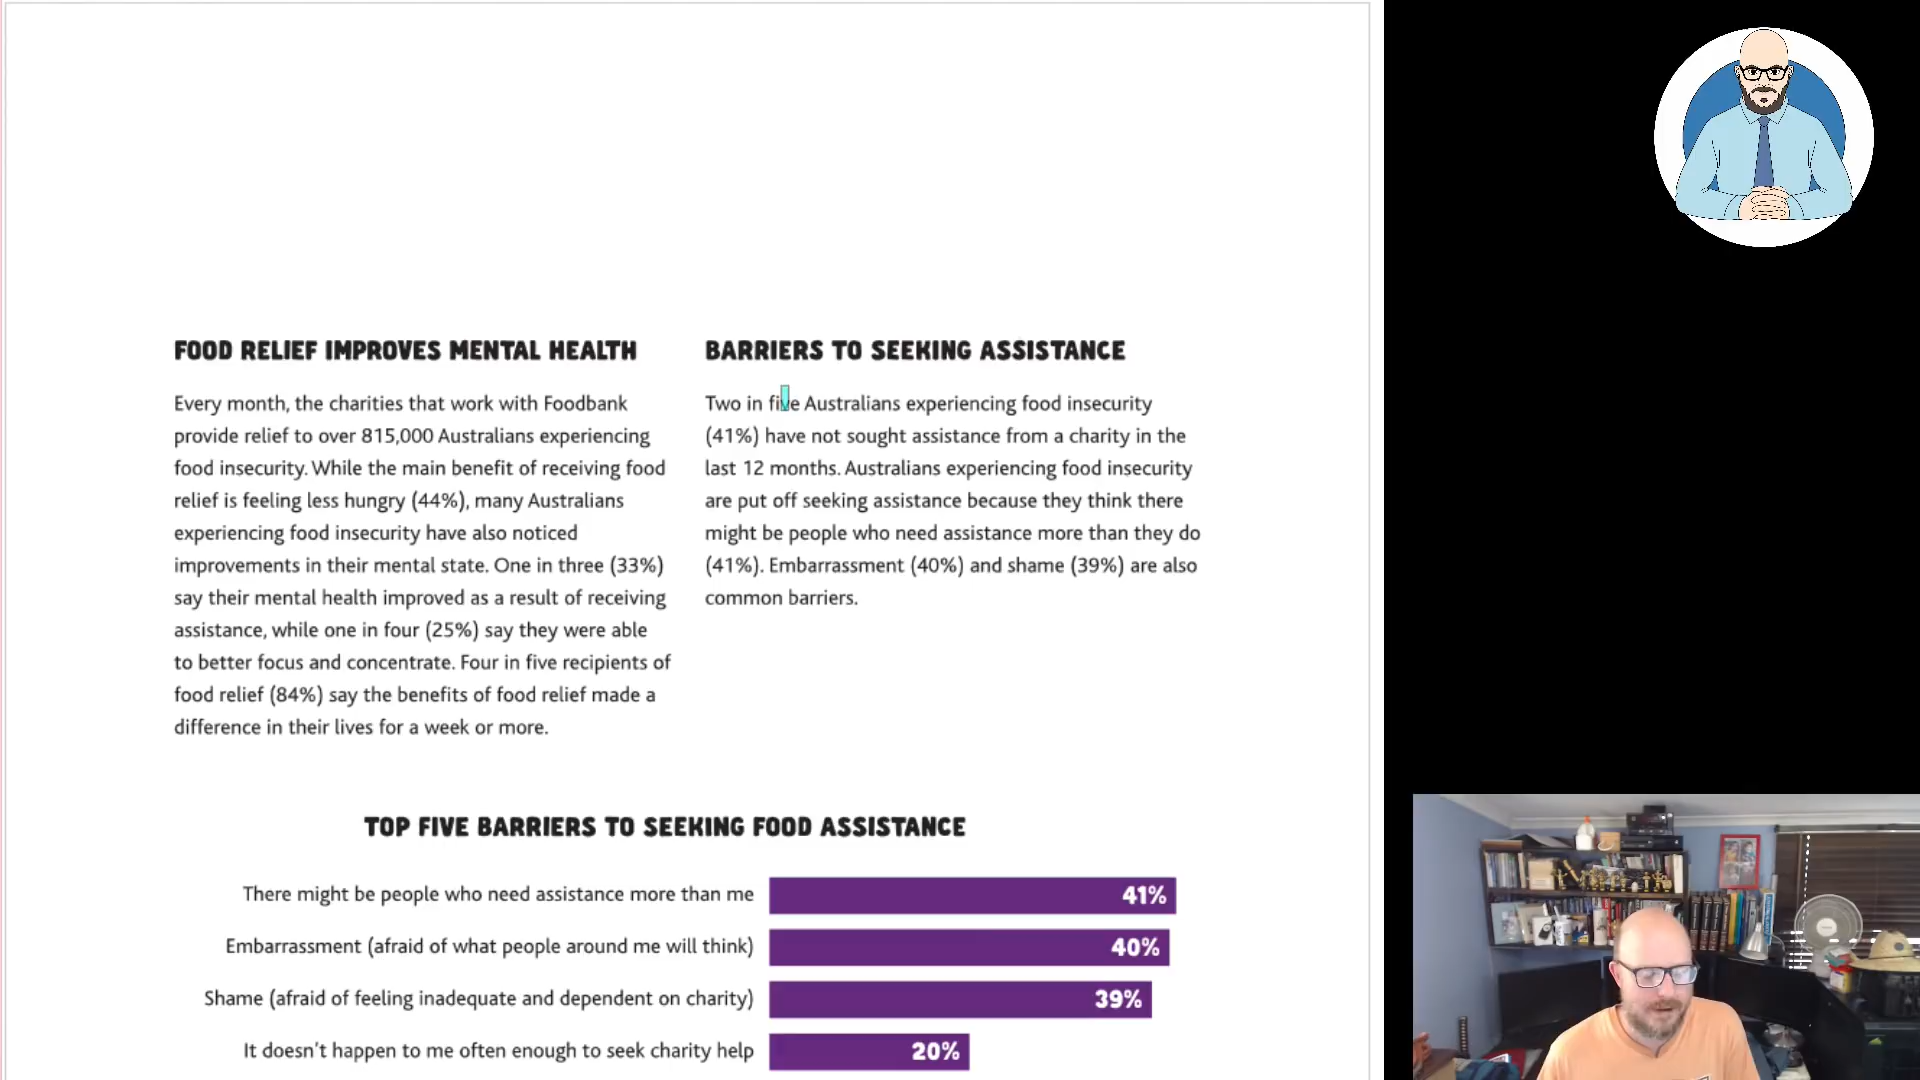 FOOD RELIEF IMPROVES MENTAL HEALTH
Every month, the charities that work with Foodbank
provide relief to over 815,000 Australians experiencing
food insecurity. While the main benefit of receiving food
relief is feeling less hungry (44%), many Australians
experiencing food insecurity have also noticed
improvements in their mental state. One in three (33%)
say their mental health improved as a result of receiving
assistance, while one in four (25%) say they were able
to better focus and concentrate. Four in five recipients of
food relief (84%) say the benefits of food relief made a
difference in their lives for a week or more.
BARRIERS TO SEEKING ASSISTANCE
Two in five Australians experiencing food insecurity
(41%) have not sought assistance from a charity in the
last 12 months. Australians experiencing food insecurity
are put off seeking assistance because they think there
might be people who need assistance more than they do
(41%). Embarrassment (40%) and shame (39%) are also
common barriers.
TOP FIVE BARRIERS TO SEEKING FOOD ASSISTANCE
There might be people who need assistance more than me 41%
Embarrassment (afraid of what people around me will think) 40%
Shame (afraid of feeling inadequate and dependent on charity) 39%
It doesn't happen to me often enough to seek charity help 20%